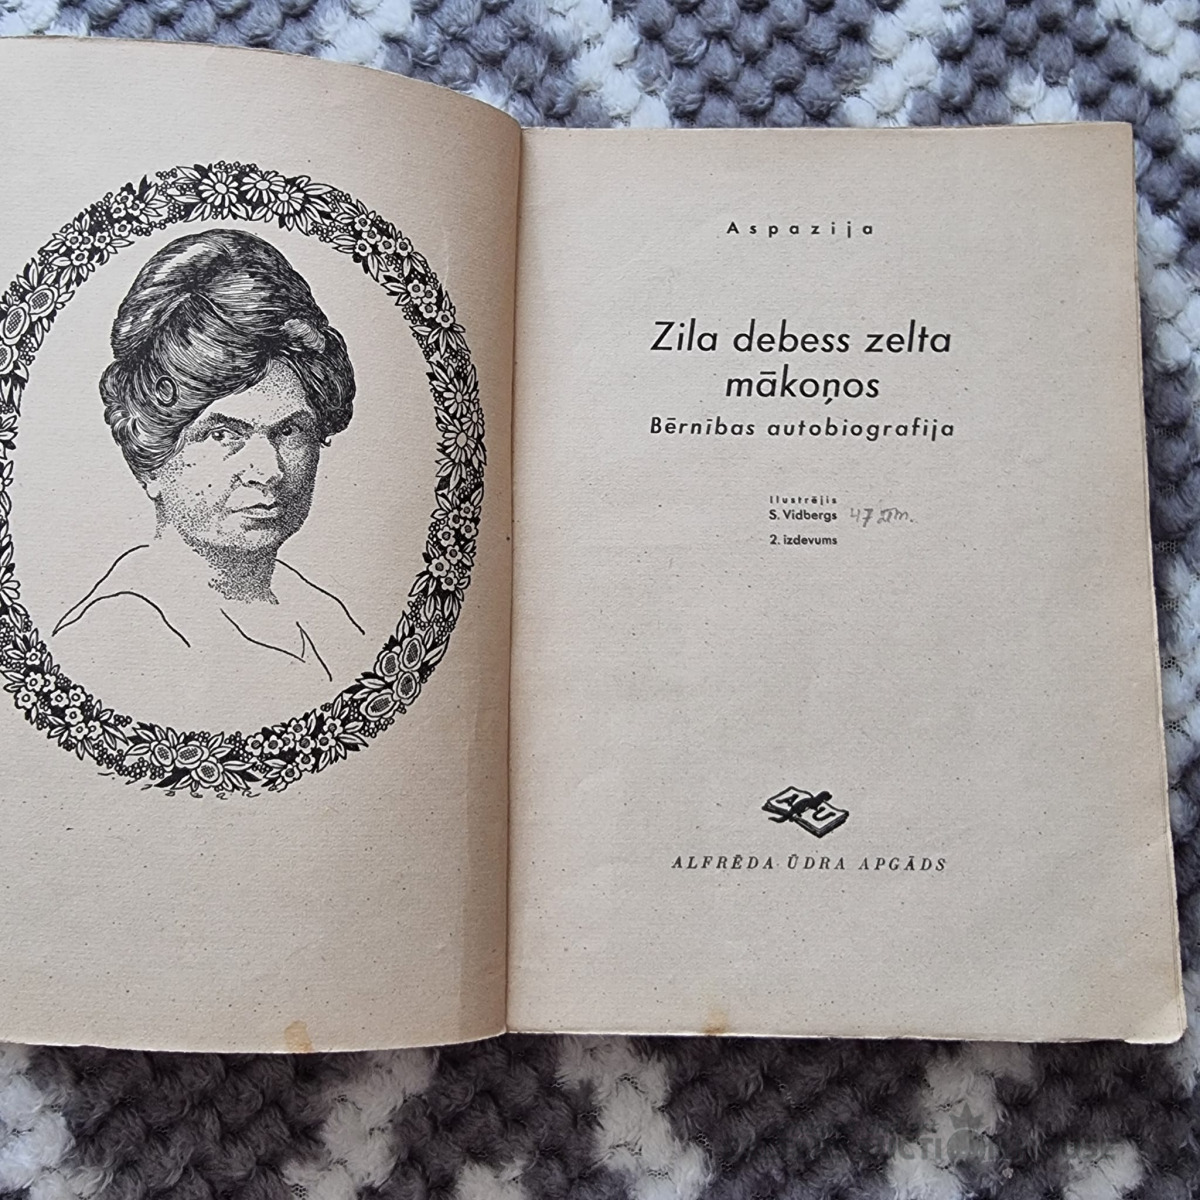 Aspazija
Zila debess zelta
mākoņos
Bērnības autobiografija
Ilustrējis
S. Vidbergs
2. izdevums
A U
ALFRĒDA ŪDRA APGĀDS